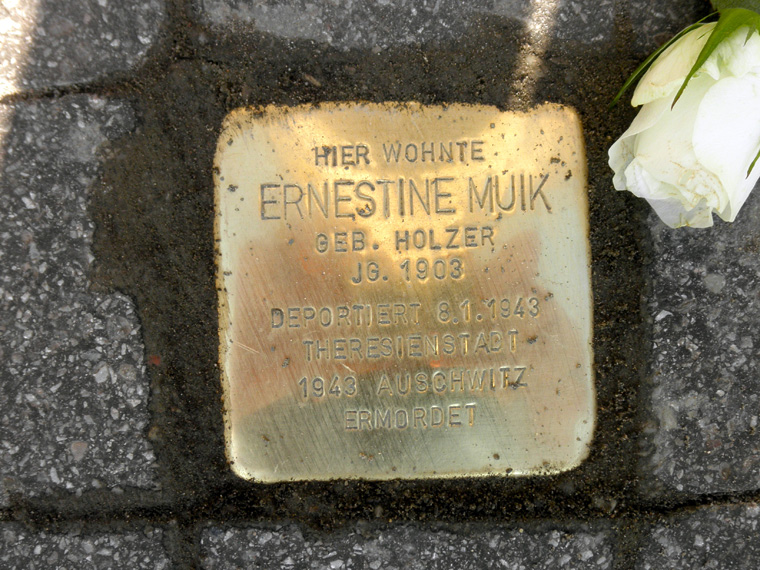 HIER WOHNTE
ERNESTINE MUIK
GEB. HOLZER
JG. 1903
DEPORTIERT 8.1.1943
THERESIENSTADT
1943 AUSCHWITZ
ERMORDET